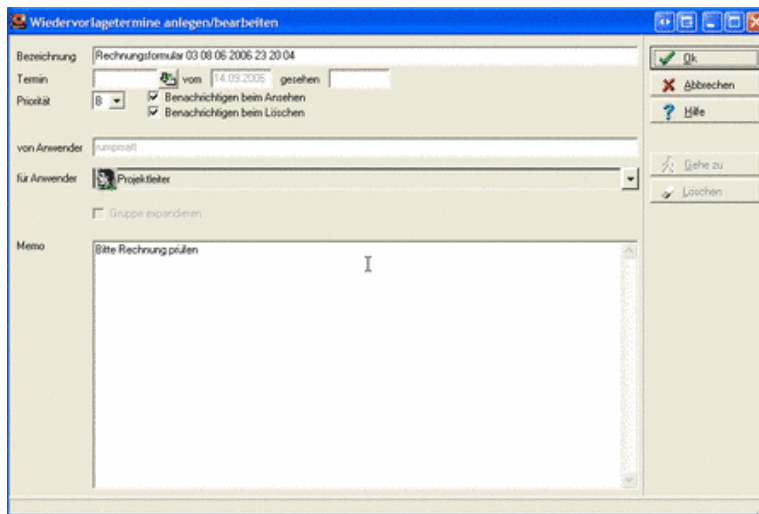 Wiedervorlagetermine anlegen/bearbeiten
Bezeichnung Rechnungsformular 03 08 06 2006 23 20 04
Termin vom 14.09.2006 gesehen
Priorität B Benachrichtigen beim Ansehen
Benachrichtigen beim Löschen
von Anwender
für Anwender Projektleiter
Gruppe expandieren
Memo Bitte Rechnung prüfen
Ok
Abbrechen
Hilfe
Gehe zu
Löschen